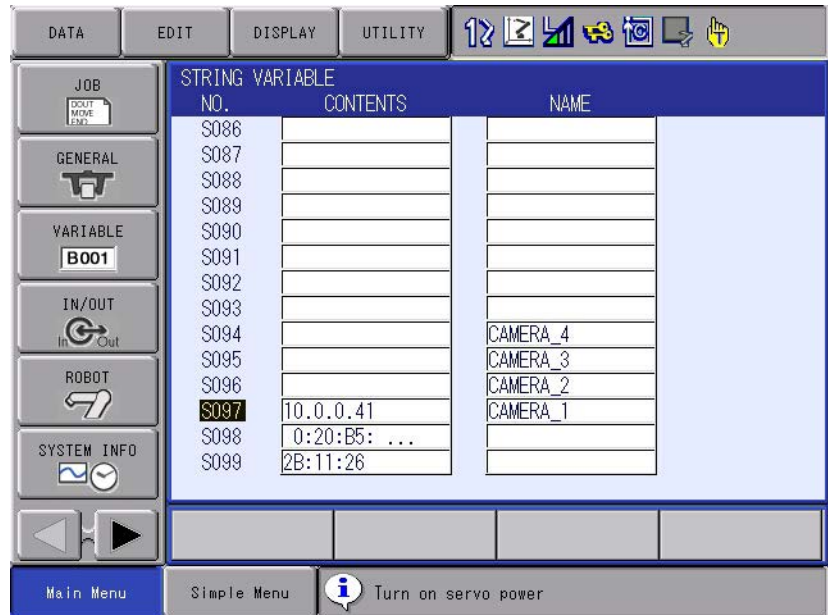 DATA EDIT DISPLAY UTILITY
JOB
DOUT
MOVE
END
GENERAL
VARIABLE
B001
IN/OUT
In Out
ROBOT
SYSTEM INFO
STRING VARIABLE
NO. CONTENTS NAME
S086
S087
S088
S089
S090
S091
S092
S093
S094 CAMERA_4
S095 CAMERA_3
S096 CAMERA_2
S097 10.0.0.41 CAMERA_1
S098 0:20:B5: ...
S099 2B:11:26
Main Menu Simple Menu Turn on servo power